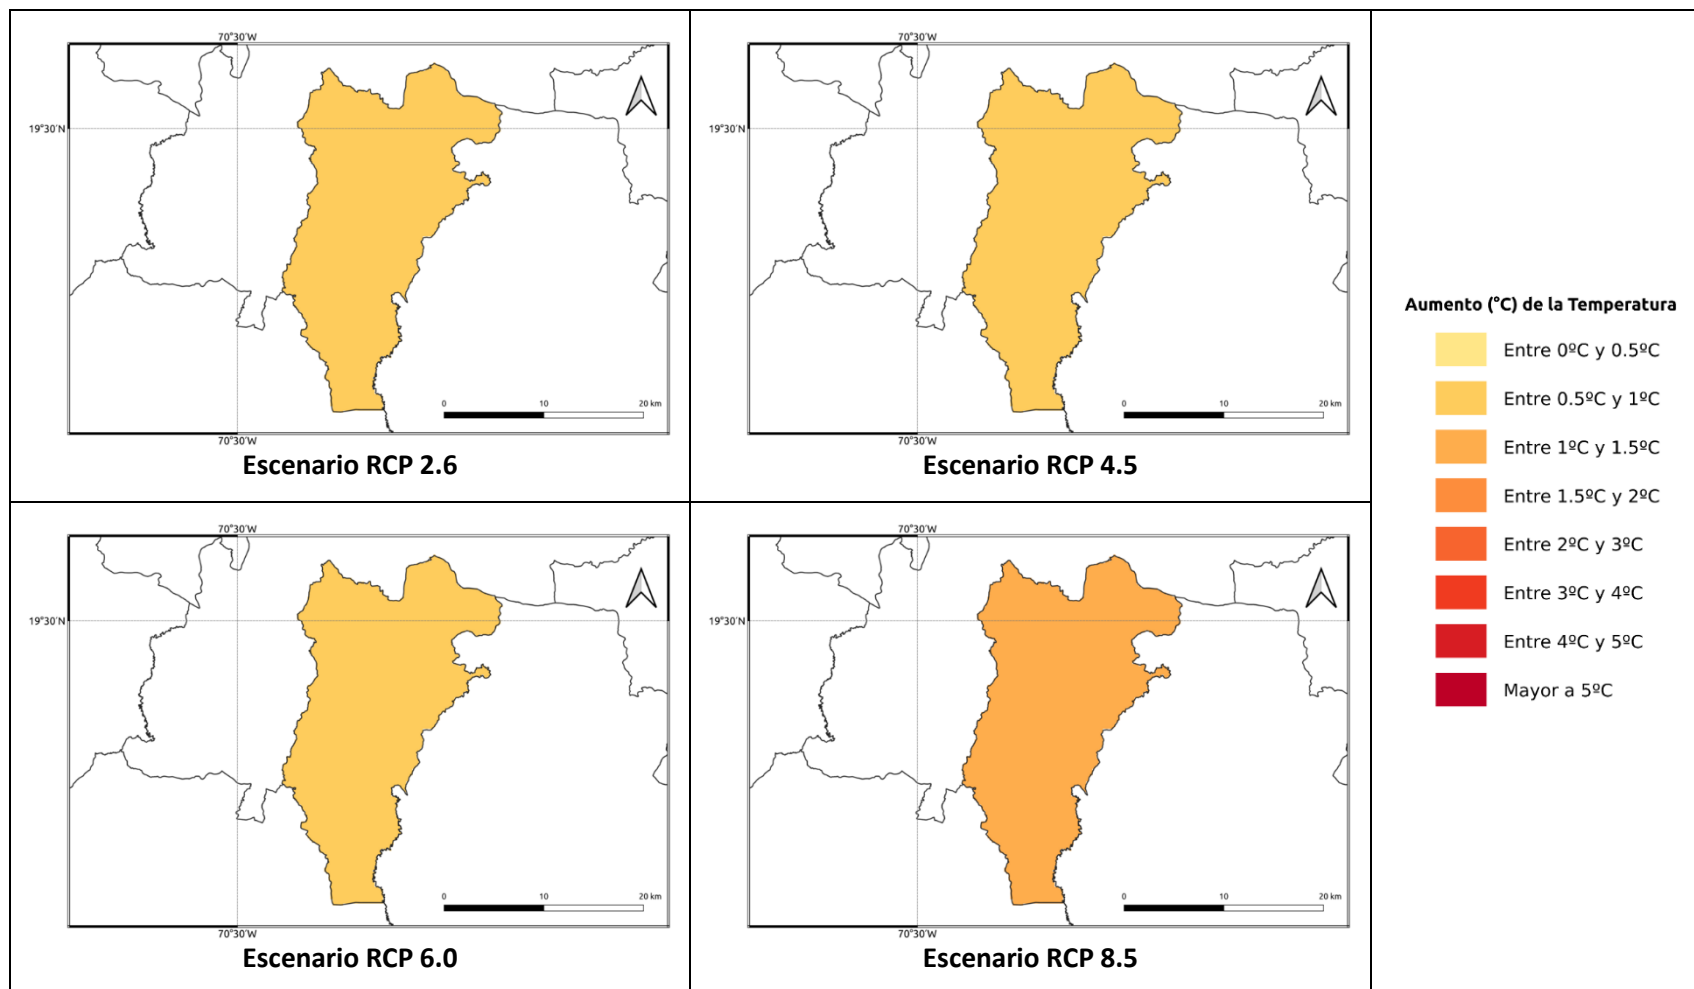 70°30'W
19°30'N
0 10 20 km
70°30'W
Escenario RCP 2.6
70°30'W
19°30'N
0 10 20 km
70°30'W
Escenario RCP 4.5
70°30'W
19°30'N
0 10 20 km
70°30'W
Escenario RCP 6.0
70°30'W
19°30'N
0 10 20 km
70°30'W
Escenario RCP 8.5
Aumento (°C) de la Temperatura
Entre 0ºC y 0.5ºC
Entre 0.5ºC y 1ºC
Entre 1ºC y 1.5ºC
Entre 1.5ºC y 2ºC
Entre 2ºC y 3ºC
Entre 3ºC y 4ºC
Entre 4ºC y 5ºC
Mayor a 5ºC